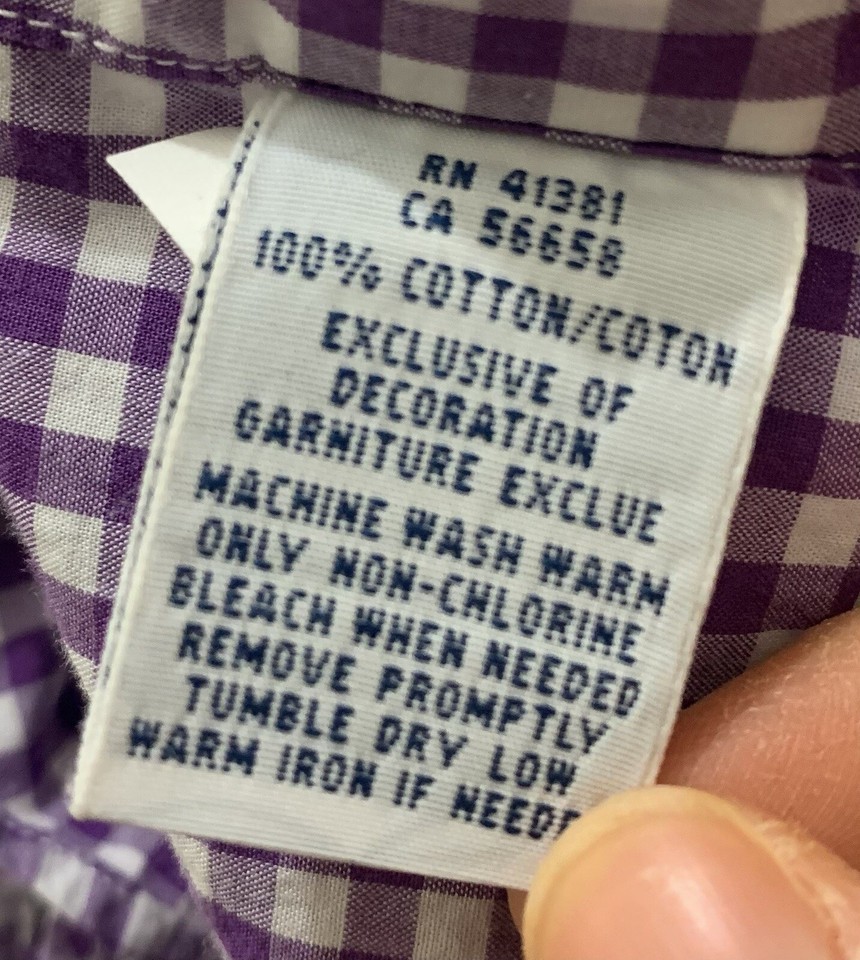 RN 41381
CA 56658
100% COTTON/COTON
EXCLUSIVE OF
DECORATION
GARNITURE EXCLUE
MACHINE WASH WARM
ONLY NON-CHLORINE
BLEACH WHEN NEEDED
REMOVE PROMPTLY
TUMBLE DRY LOW
WARM IRON IF